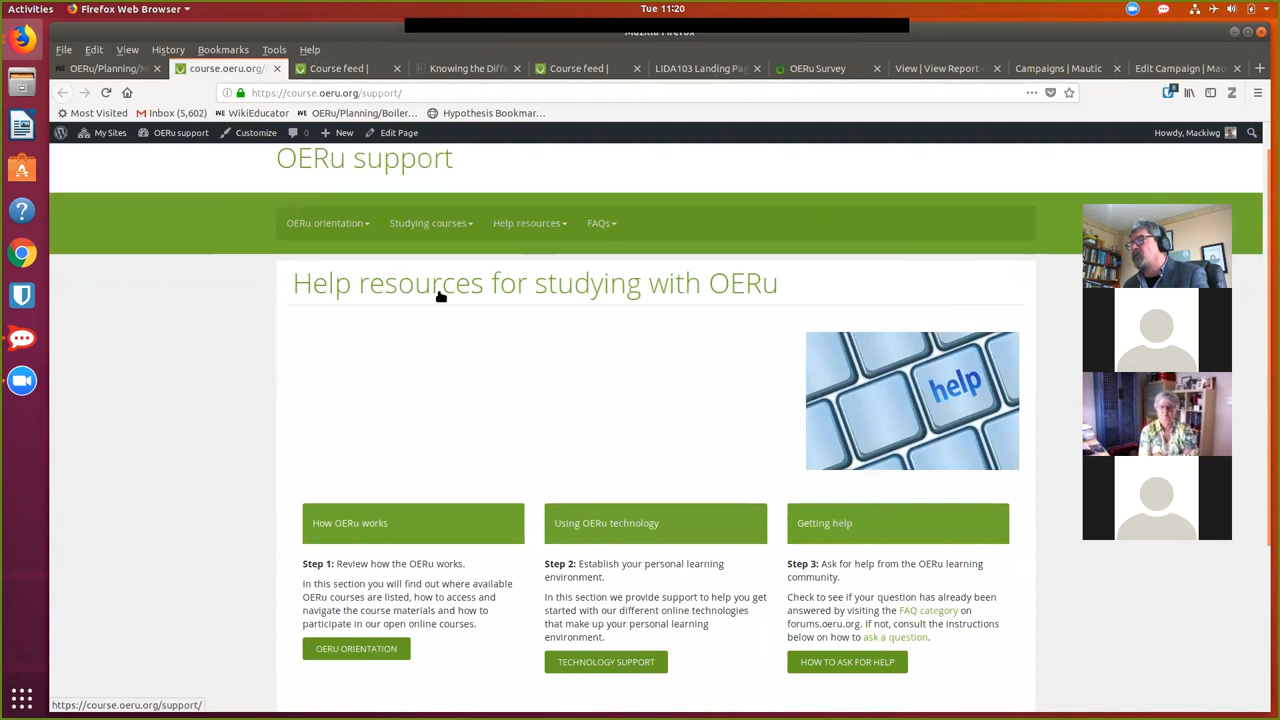 Activities
Firefox Web Browser
Tue 11:20
Mozilla Firefox
File Edit View History Bookmarks Tools Help
OERu/Planning/M
course.oeru.org/
Course feed |
Knowing the Diffe
Course feed |
LIDA103 Landing Pag
OERu Survey
View | View Report -
Campaigns | Mautic
Edit Campaign | Mau
https://course.oeru.org/support/
8
Most Visited
Inbox (5,602)
WE WikiEducator
WE OERu/Planning/Boiler...
Hypothesis Bookmar...
My Sites
OERu support
Customize
0
New
Edit Page
Howdy, Mackiwg
OERu support
OERu orientation
Studying courses
Help resources
FAQs
Help resources for studying with OERu
help
How OERu works
Step 1: Review how the OERu works.
In this section you will find out where available
OERu courses are listed, how to access and
navigate the course materials and how to
participate in our open online courses.
OERU ORIENTATION
Using OERu technology
Step 2: Establish your personal learning
environment.
In this section we provide support to help you get
started with our different online technologies
that make up your personal learning
environment.
TECHNOLOGY SUPPORT
Getting help
Step 3: Ask for help from the OERu learning
community.
Check to see if your question has already been
answered by visiting the FAQ category on
forums.oeru.org. If not, consult the instructions
below on how to ask a question.
HOW TO ASK FOR HELP
https://course.oeru.org/support/